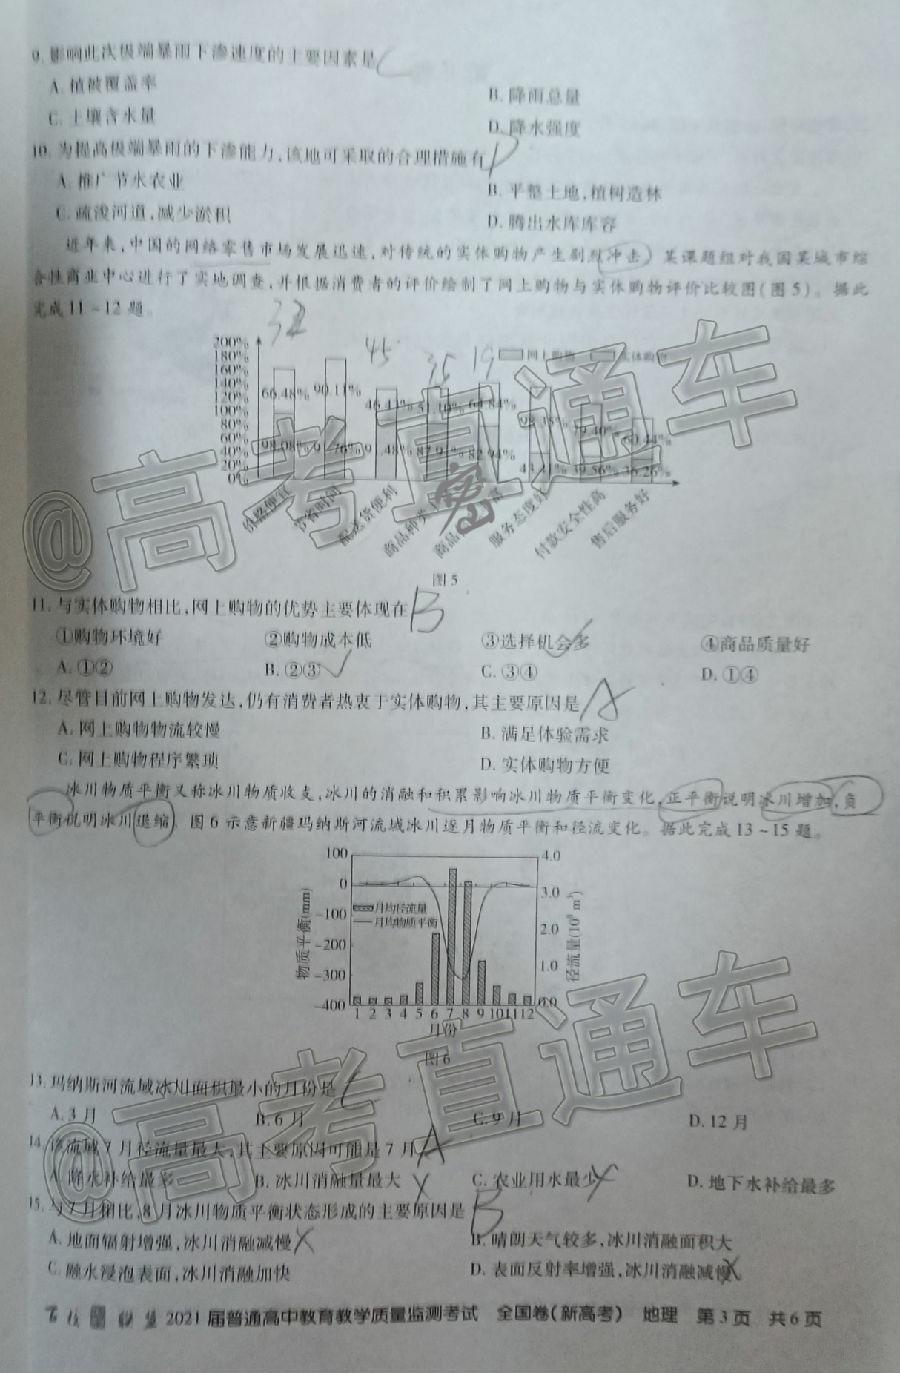 9. 影响此次极端暴雨下渗速度的主要因素是 C
A. 植被覆盖率
B. 降雨总量
C. 土壤含水量
D. 降水强度
10. 为提高极端暴雨的下渗能力,该地可采取的合理措施有
A. 推广节水农业
B. 平整土地,植树造林
C. 疏浚河道,减少淤积
D. 腾出水库库容
近年来,中国的网络零售市场发展迅速,对传统的实体购物产生剧烈冲击。某课题组对我国某城市综
合性商业中心进行了实地调查,并根据消费者的评价绘制了网上购物与实体购物评价比较图(图5)。据此
完成11~12题。
32 45 35 19
网上购物 实体购物
200%
180%
160%
140%
120%
100%
80%
60%
40%
20%
0%
66.48% 90.11%
43.41% 39.56% 36.26%
价格便宜 节省时间 配送货便利 商品种类 商品 服务态度好 付款安全性高 售后服务好
密
图5
11. 与实体购物相比,网上购物的优势主要体现在 B
①购物环境好 ②购物成本低 ③选择机会多 ④商品质量好
A. ①② B. ②③ C. ③④ D. ①④
12. 尽管目前网上购物发达,仍有消费者热衷于实体购物,其主要原因是 A
A. 网上购物物流较慢
B. 满足体验需求
C. 网上购物程序繁琐
D. 实体购物方便
冰川物质平衡又称冰川物质收支,冰川的消融和积累影响冰川物质平衡变化,正平衡说明冰川增加,负
平衡说明冰川退缩。图6示意新疆玛纳斯河流域冰川逐月物质平衡和径流变化。据此完成13~15题。
100
0
-100
-200
-300
-400
物质平衡(mm)
月均径流量
月均物质平衡
4.0
3.0
2.0
1.0
0.0
径流量(10⁸m)
1 2 3 4 5 6 7 8 9 10 11 12
月份
图6
13. 玛纳斯河流域冰川面积最小的月份是 C
A. 3月 B. 6月 C. 9月 D. 12月
14. 该流域7月径流量最大,其主要原因可能是7月 A
A. 降水补给最多 B. 冰川消融量最大 C. 农业用水最少 D. 地下水补给最多
15. 与7月相比,8月冰川物质平衡状态形成的主要原因是 B
A. 地面辐射增强,冰川消融减慢
B. 晴朗天气较多,冰川消融面积大
C. 融水浸泡表面,冰川消融加快
D. 表面反射率增强,冰川消融减慢
2021届普通高中教育教学质量监测考试 全国卷(新高考) 地理 第3页 共6页
@高考直通车
@高考直通车